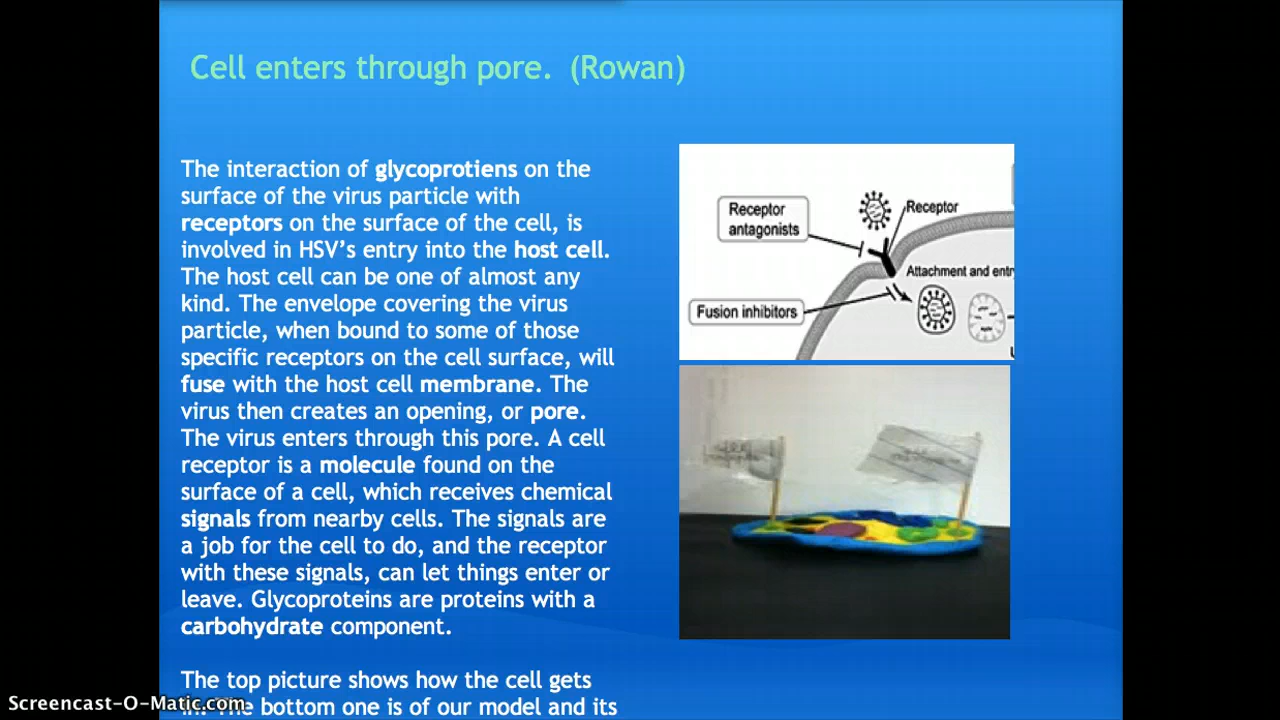 Cell enters through pore. (Rowan)
The interaction of glycoprotiens on the
surface of the virus particle with
receptors on the surface of the cell, is
involved in HSV’s entry into the host cell.
The host cell can be one of almost any
kind. The envelope covering the virus
particle, when bound to some of those
specific receptors on the cell surface, will
fuse with the host cell membrane. The
virus then creates an opening, or pore.
The virus enters through this pore. A cell
receptor is a molecule found on the
surface of a cell, which receives chemical
signals from nearby cells. The signals are
a job for the cell to do, and the receptor
with these signals, can let things enter or
leave. Glycoproteins are proteins with a
carbohydrate component.
The top picture shows how the cell gets
in. The bottom one is of our model and its
Receptor
antagonists
Receptor
Attachment and entr
Fusion inhibitors
Screencast-O-Matic.com